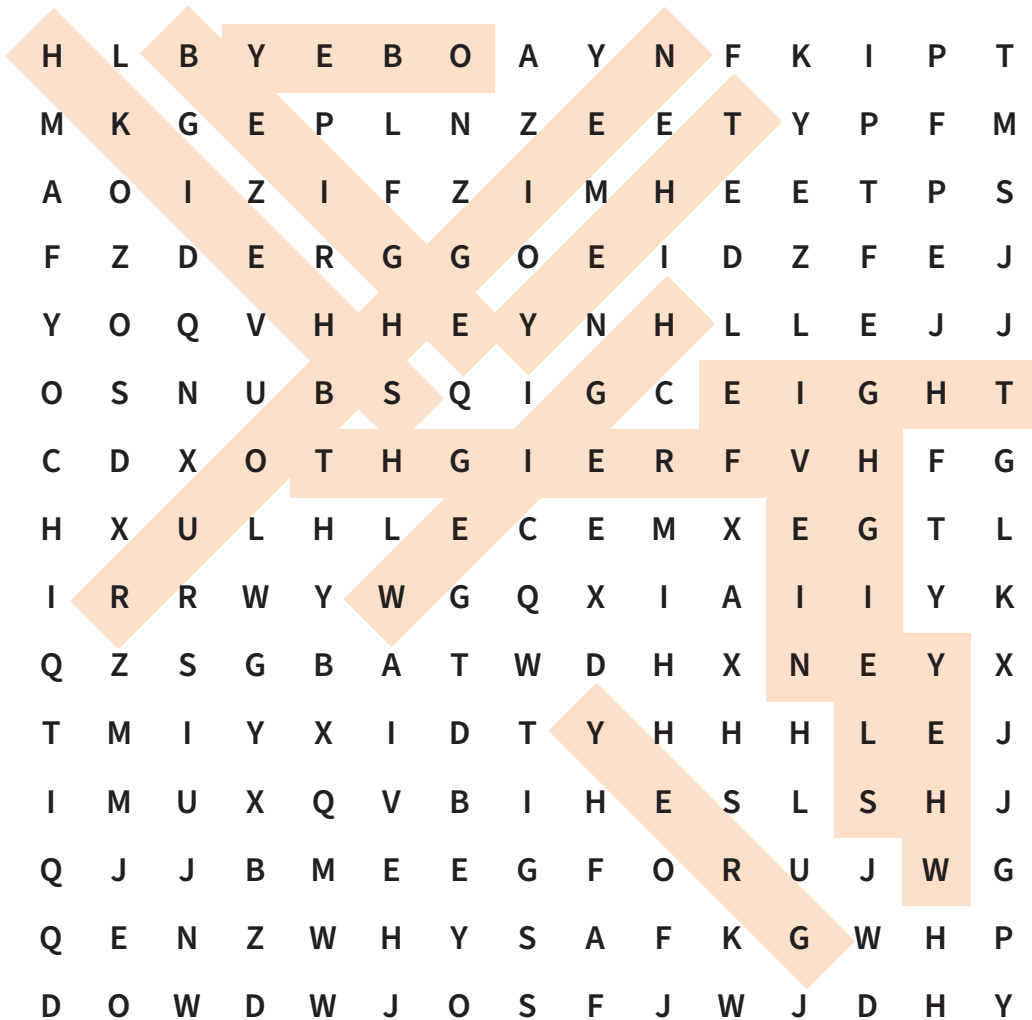 H L B Y E B O A Y N F K I P T
M K G E P L N Z E E T Y P F M
A O I Z I F Z I M H E E T P S
F Z D E R G G O E I D Z F E J
Y O Q V H H E Y N H L L E J J
O S N U B S Q I G C E I G H T
C D X O T H G I E R F V H F G
H X U L H L E C E M X E G T L
I R R W Y W G Q X I A I I Y K
Q Z S G B A T W D H X N E Y X
T M I Y X I D T Y H H H L E J
I M U X Q V B I H E S L S H J
Q J J B M E E G F O R U J W G
Q E N Z W H Y S A F K G W H P
D O W D W J O S F J W J D H Y